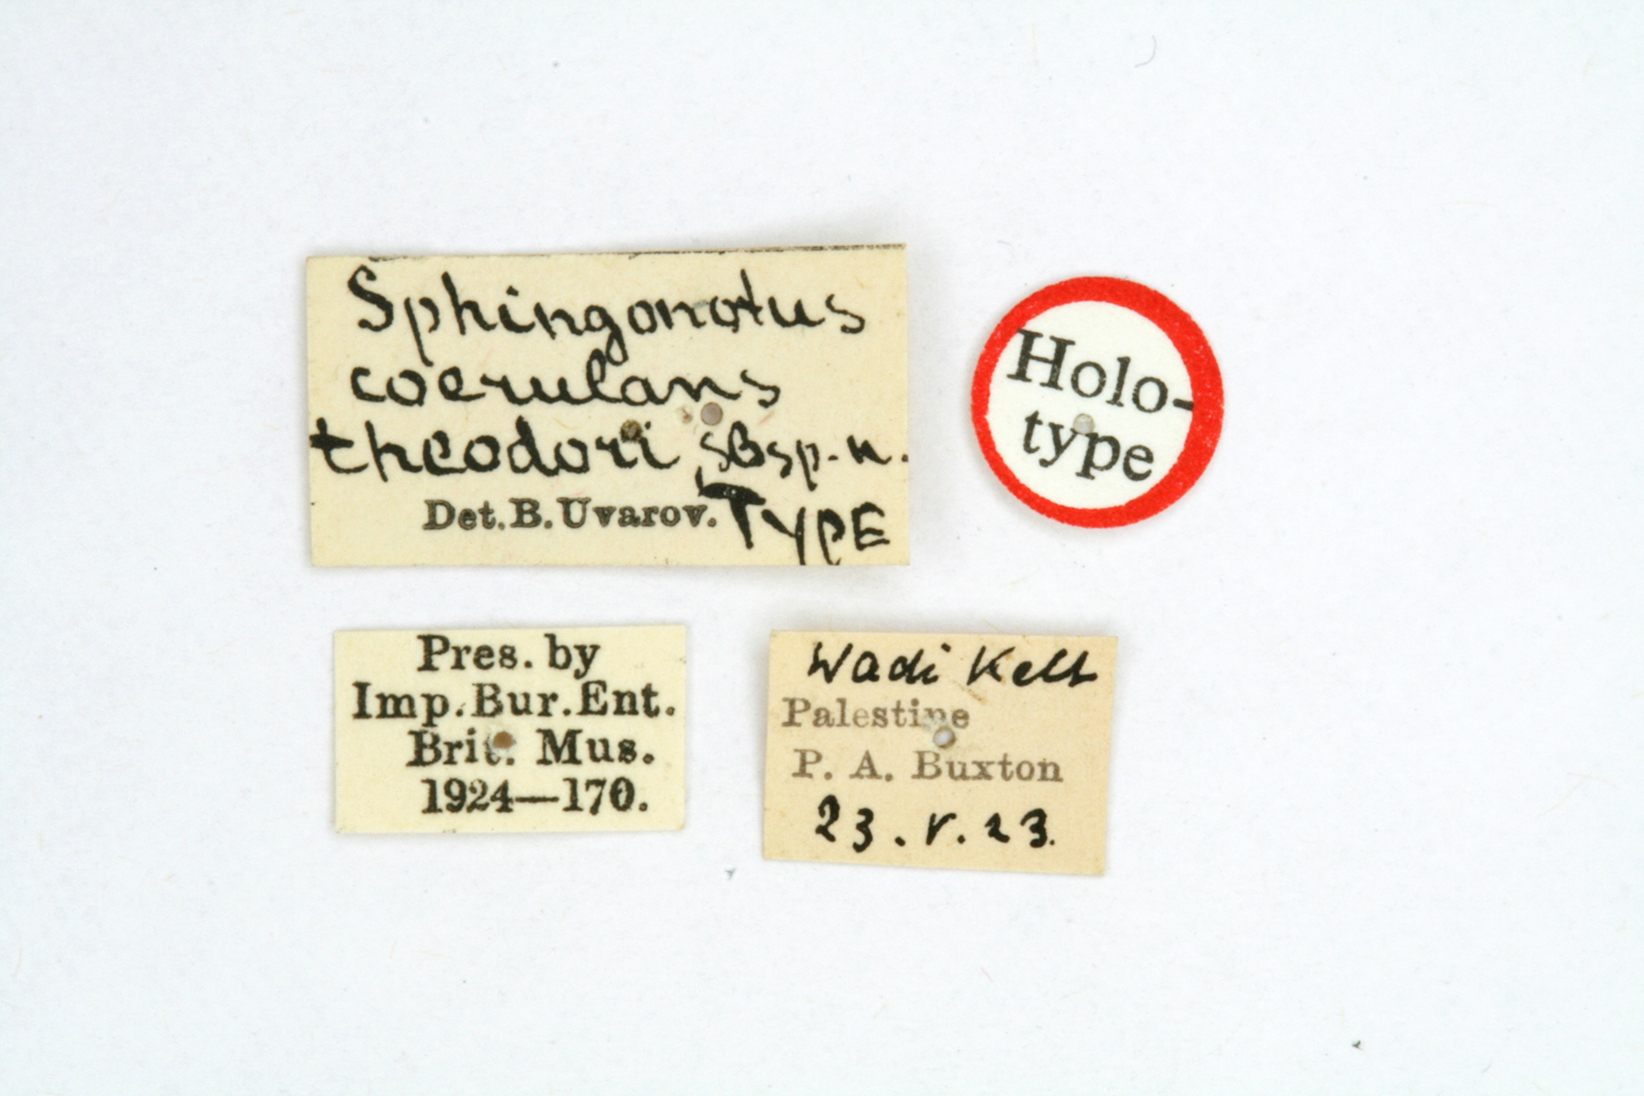 Sphingonotus
coerulans
theodori sbsp.n.
Det. B. Uvarov. TYPE
Holo-
type
Pres. by
Imp. Bur. Ent.
Brit. Mus.
1924—170.
Wadi Kelt
Palestine
P. A. Buxton
23. V. 23.